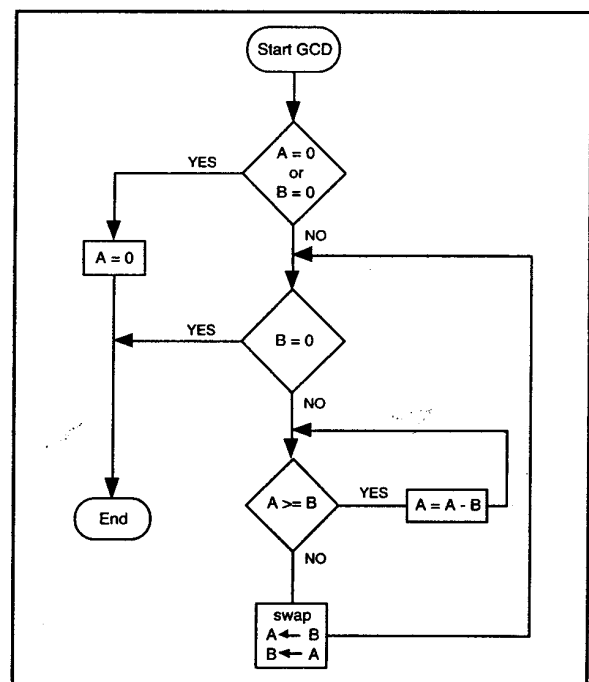 Start GCD
A = 0
or
B = 0
YES
NO
A = 0
B = 0
YES
NO
A >= B
YES
A = A - B
End
NO
swap
A ← B
B ← A